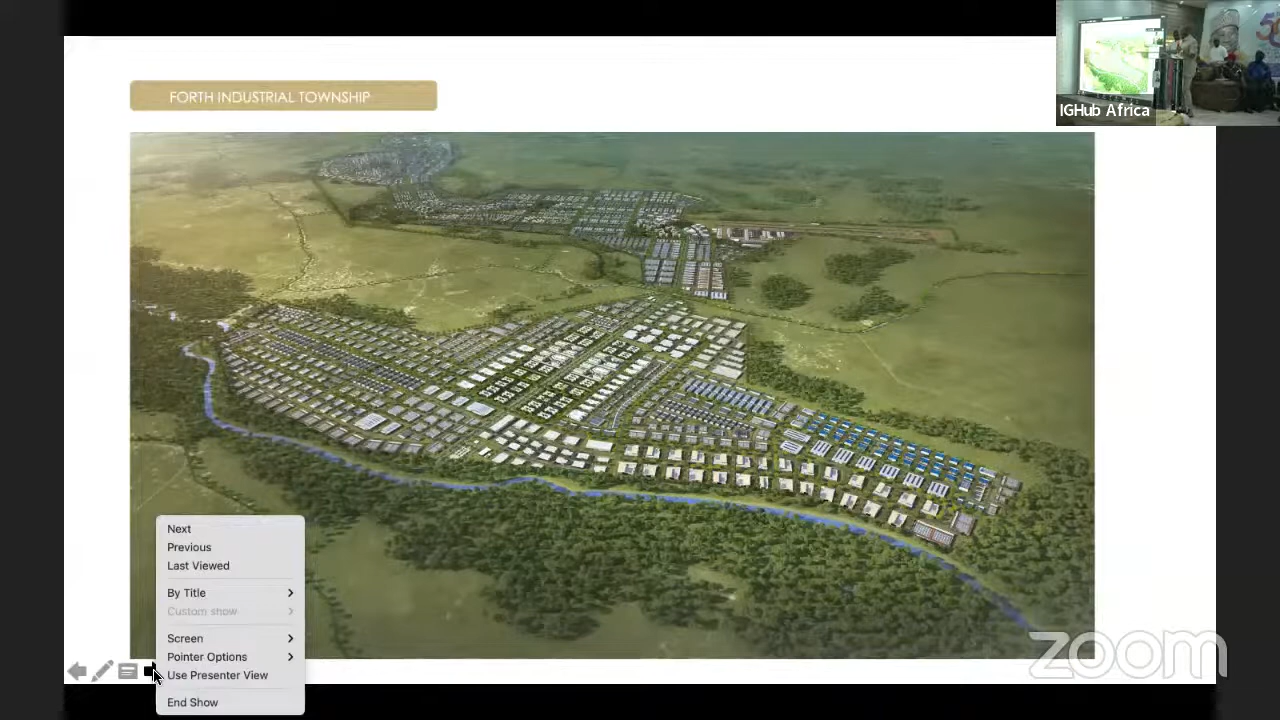 FORTH INDUSTRIAL TOWNSHIP
IGHub Africa
Next
Previous
Last Viewed
By Title
Custom show
Screen
Pointer Options
Use Presenter View
End Show
zoom